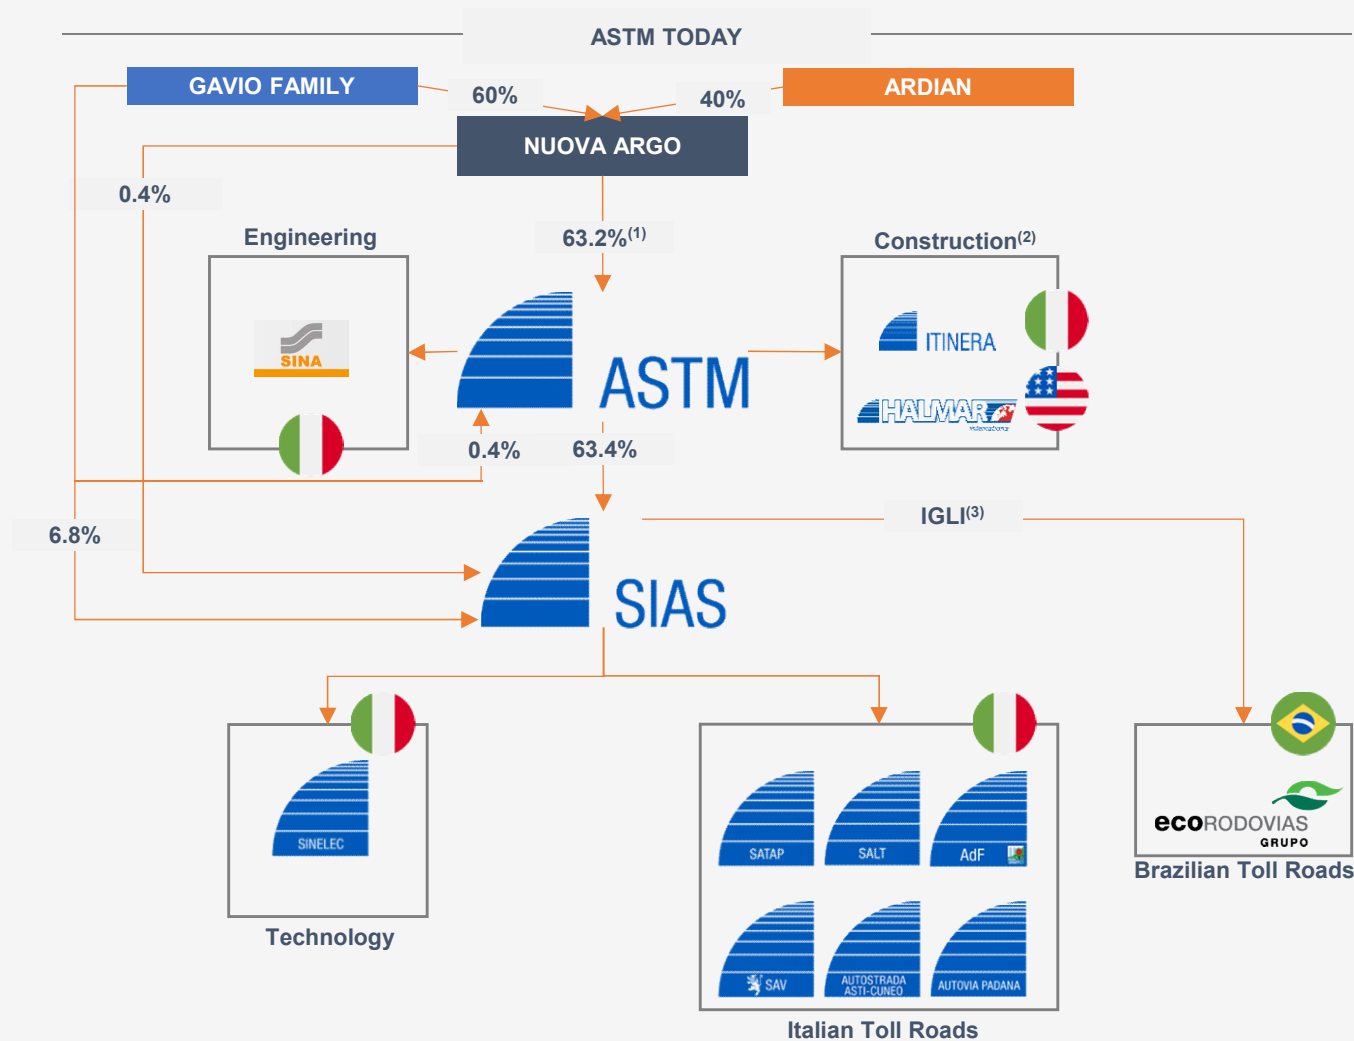 ASTM TODAY
GAVIO FAMILY
ARDIAN
60%
40%
NUOVA ARGO
0.4%
63.2%(1)
Engineering
Construction(2)
SINA
ASTM
ITINERA
HALMAR
0.4%
63.4%
6.8%
IGLI(3)
SIAS
SINELEC
Technology
SATAP
SALT
AdF
SAV
AUTOSTRADA
ASTI-CUNEO
AUTOVIA PADANA
Italian Toll Roads
ecoRODOVIAS
GRUPO
Brazilian Toll Roads